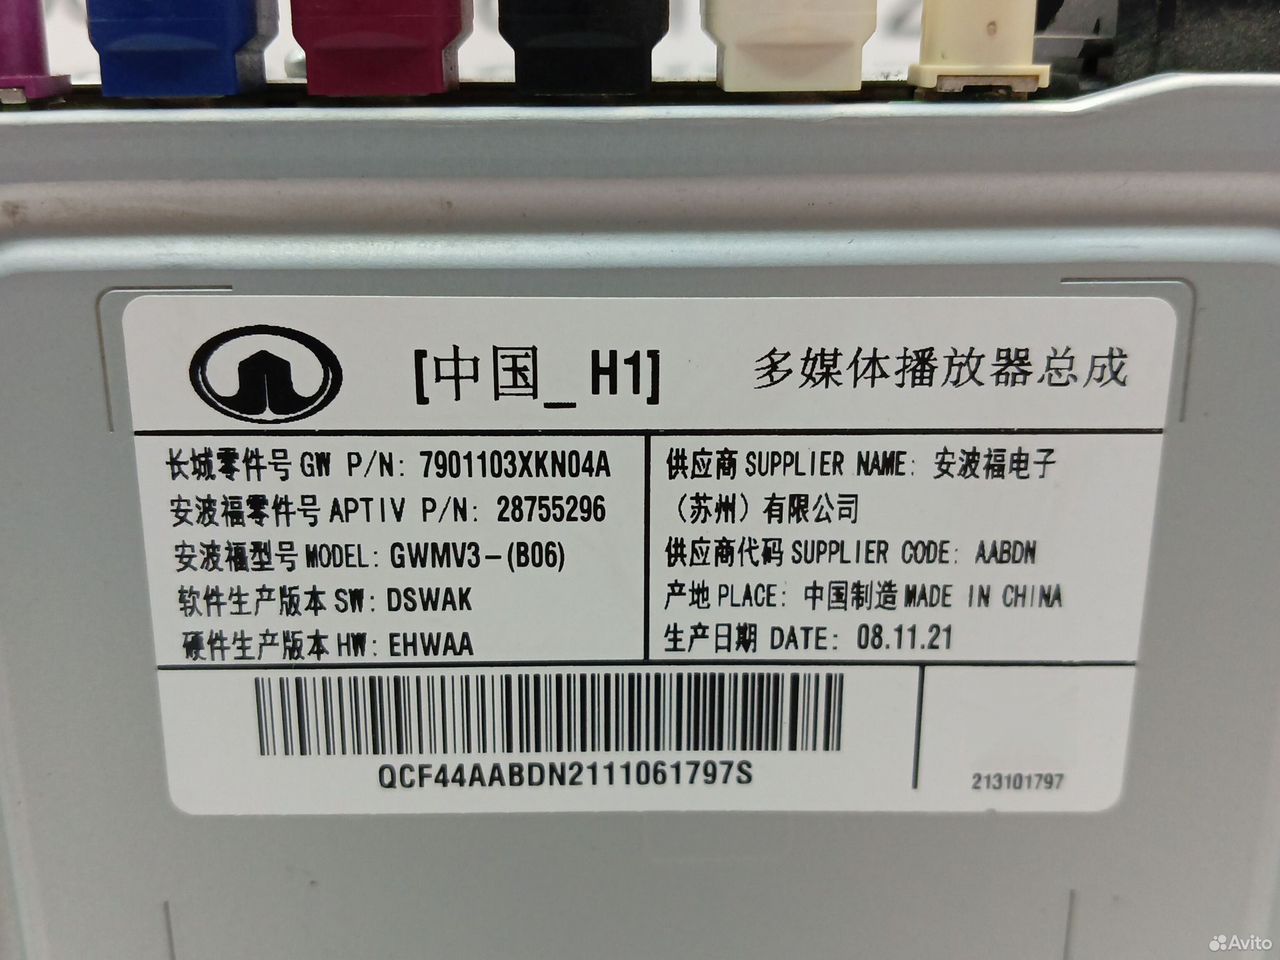 [中国_H1] 多媒体播放器总成
长城零件号 GW P/N: 7901103XKN04A
安波福零件号 APTIV P/N: 28755296
安波福型号 MODEL: GWMV3-(B06)
软件生产版本 SW: DSWAK
硬件生产版本 HW: EHWAA
供应商 SUPPLIER NAME: 安波福电子
（苏州）有限公司
供应商代码 SUPPLIER CODE: AABDN
产地 PLACE: 中国制造 MADE IN CHINA
生产日期 DATE: 08.11.21
QCF44AABDN2111061797S
213101797
Avito